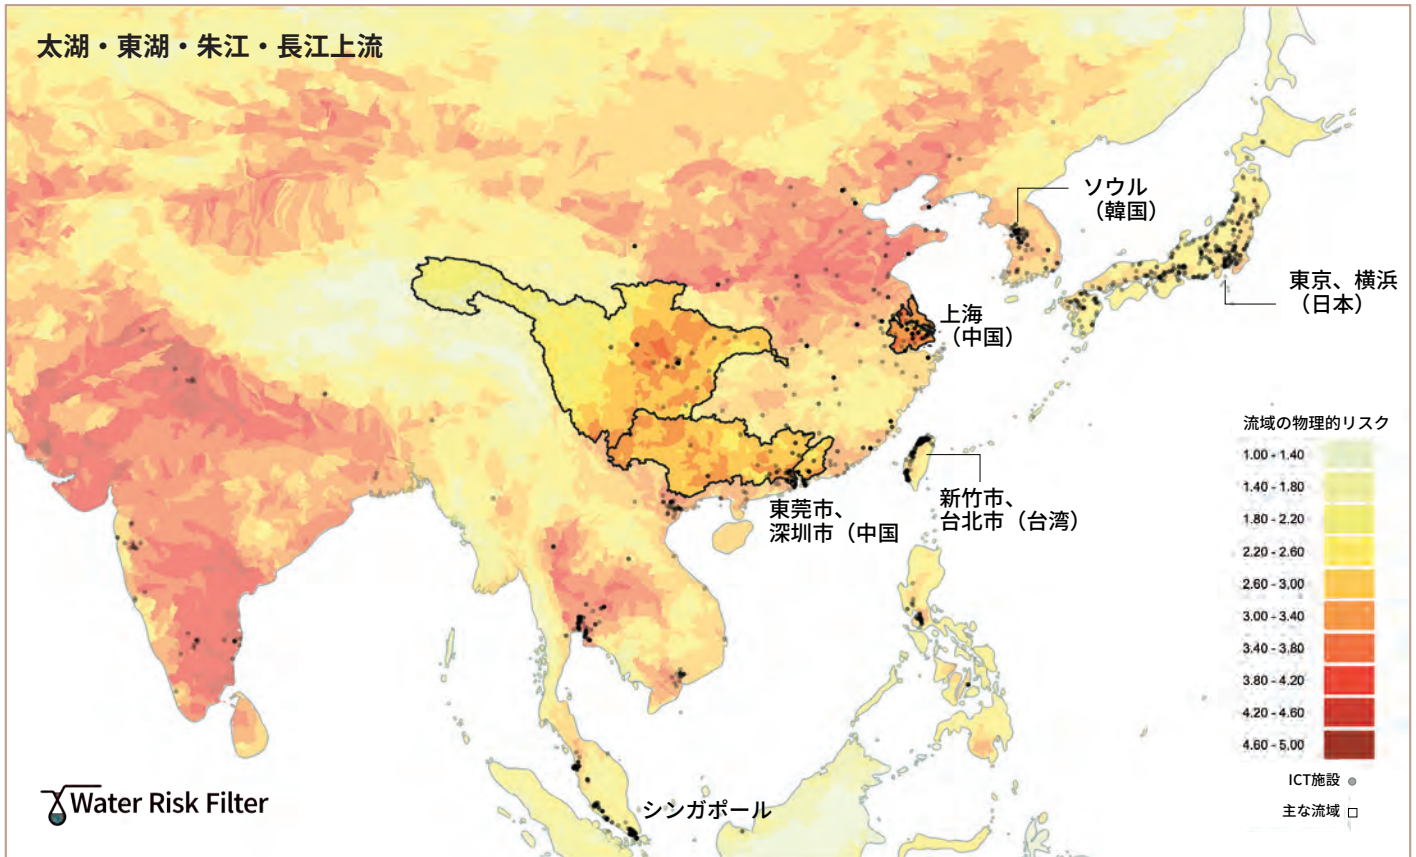 太湖・東湖・朱江・長江上流
ソウル
（韓国）
東京、横浜
（日本）
上海
（中国）
流域の物理的リスク
1.00 - 1.40
1.40 - 1.80
1.80 - 2.20
2.20 - 2.60
2.60 - 3.00
3.00 - 3.40
3.40 - 3.80
3.80 - 4.20
4.20 - 4.60
4.60 - 5.00
新竹市、
台北市（台湾）
東莞市、
深圳市（中国
ICT施設
主な流域
Water Risk Filter
シンガポール